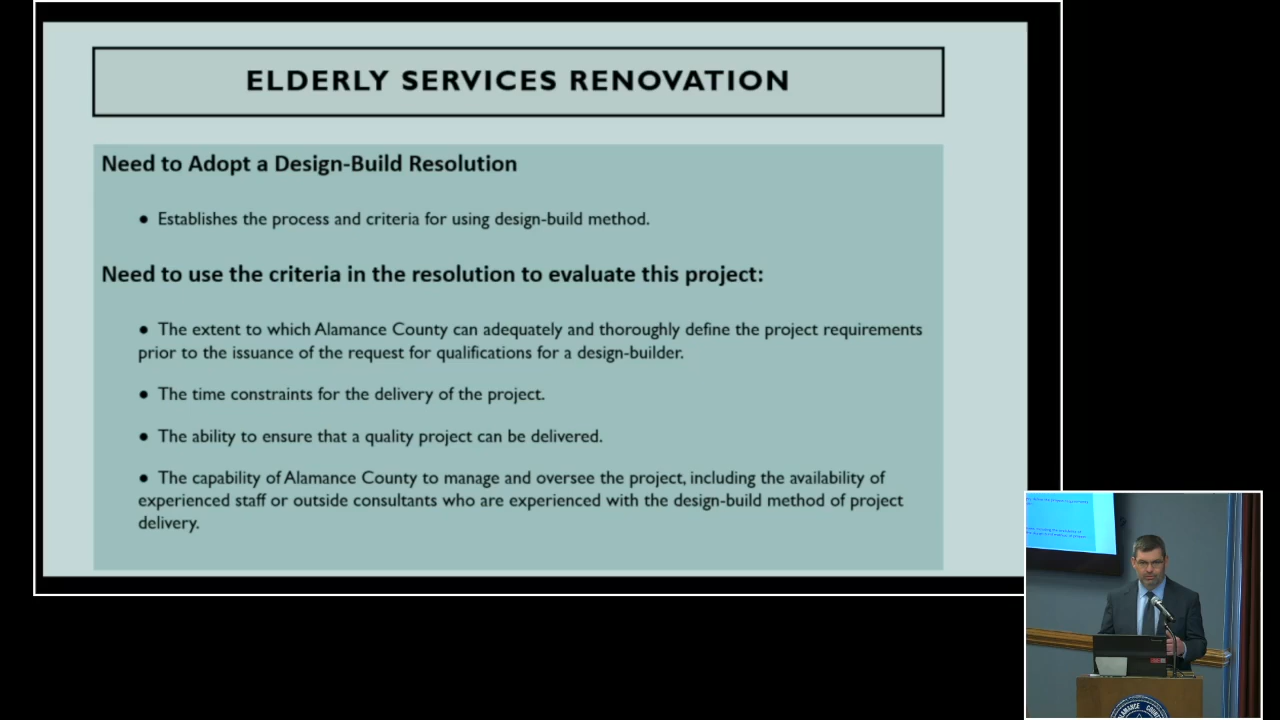 ELDERLY SERVICES RENOVATION
Need to Adopt a Design-Build Resolution
● Establishes the process and criteria for using design-build method.
Need to use the criteria in the resolution to evaluate this project:
● The extent to which Alamance County can adequately and thoroughly define the project requirements
prior to the issuance of the request for qualifications for a design-builder.
● The time constraints for the delivery of the project.
● The ability to ensure that a quality project can be delivered.
● The capability of Alamance County to manage and oversee the project, including the availability of
experienced staff or outside consultants who are experienced with the design-build method of project
delivery.
ALAMANCE COUN